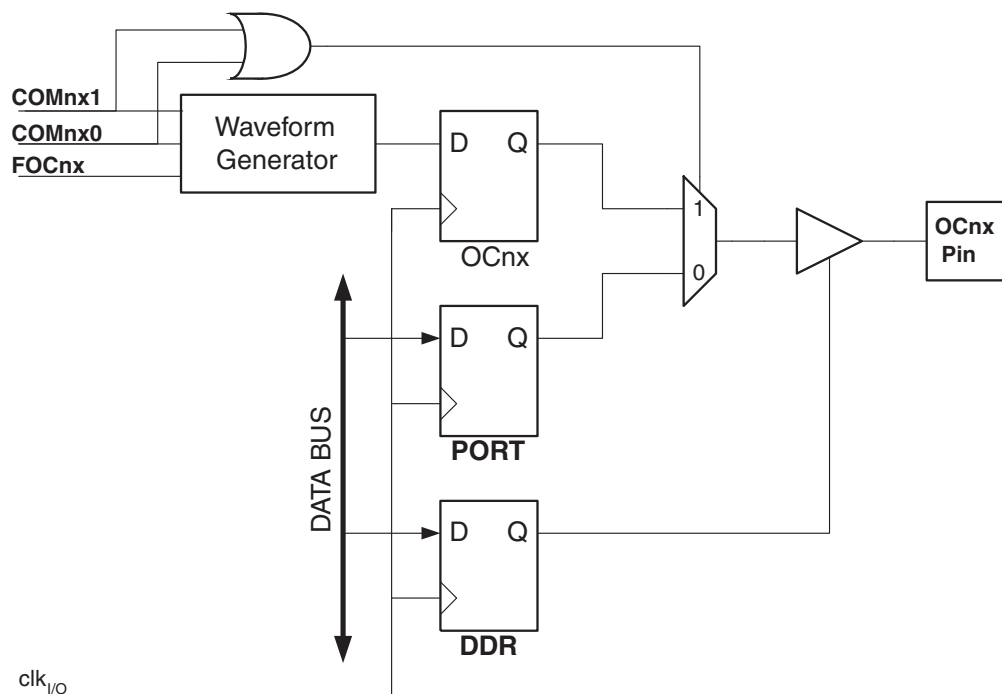 COMnx1
COMnx0
FOCnx
Waveform
Generator
D Q
OCnx
1
0
OCnx
Pin
D Q
PORT
DATA BUS
D Q
DDR
clkI/O